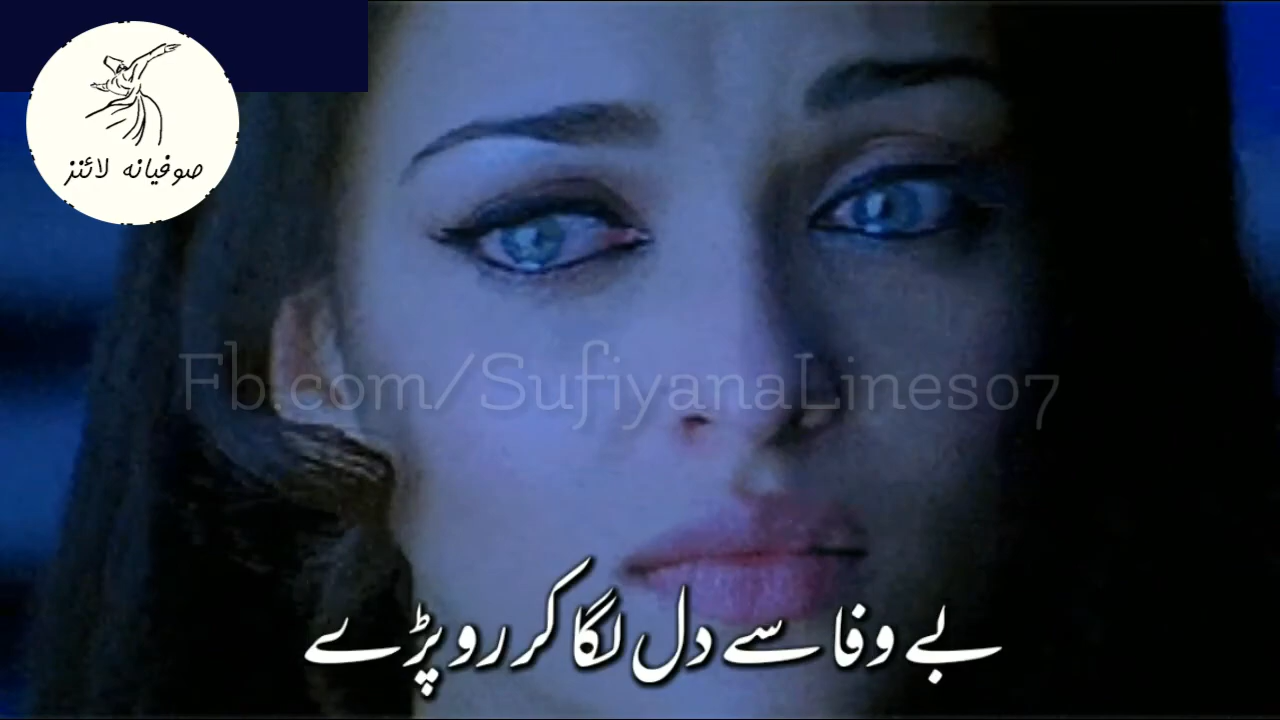 صوفیانہ لائنز
Fb.com/SufiyanaLines07
بے وفا سے دل لگا کر رو پڑے